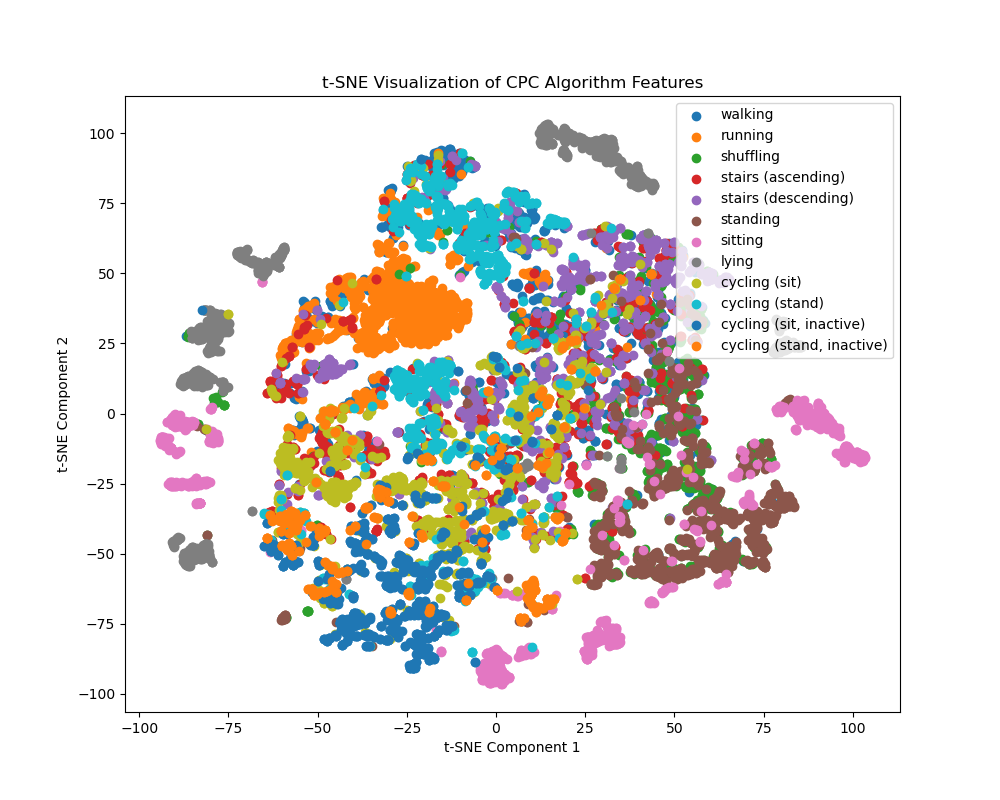 t-SNE Visualization of CPC Algorithm Features
walking
running
shuffling
stairs (ascending)
stairs (descending)
standing
sitting
lying
cycling (sit)
cycling (stand)
cycling (sit, inactive)
cycling (stand, inactive)
100
75
50
25
0
−25
−50
−75
−100
t-SNE Component 2
−100
−75
−50
−25
0
25
50
75
100
t-SNE Component 1